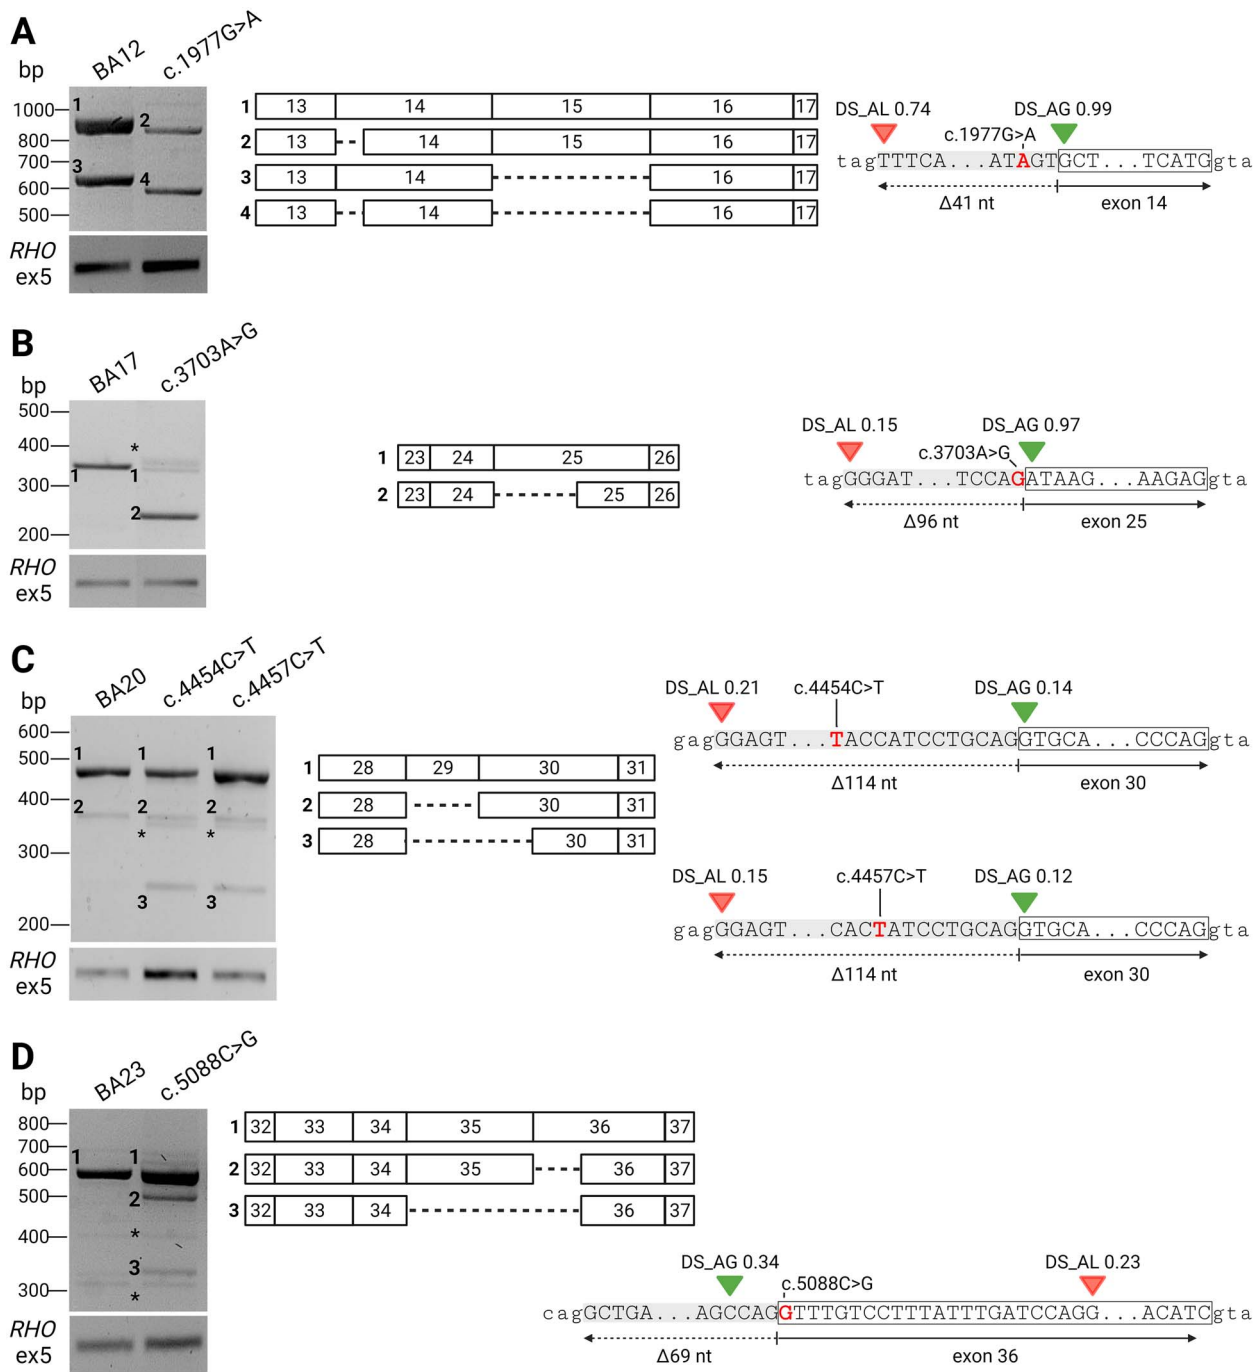 A
bp
BA12
c.1977G>A
1000
800
700
600
500
1
2
3
4
RHO
ex5
1 13 14 15 16 17
2 13 14 15 16 17
3 13 14 16 17
4 13 14 16 17
DS_AL 0.74 DS_AG 0.99
c.1977G>A
tagTTTCA...ATAGTGCT...TCATGgta
Δ41 nt exon 14
B
bp
BA17
c.3703A>G
500
400
300
200
*
1 1
2
RHO
ex5
1 23 24 25 26
2 23 24 25 26
DS_AL 0.15 DS_AG 0.97
c.3703A>G
tagGGGAT...TCCAGATAAG...AAGAGgta
Δ96 nt exon 25
C
bp
BA20
c.4454C>T
c.4457C>T
600
500
400
300
200
1 1 1
2 2 2
* *
3 3
RHO
ex5
1 28 29 30 31
2 28 30 31
3 28 30 31
DS_AL 0.21 c.4454C>T DS_AG 0.14
gagGGAGT...TACCATCCTGCAGGTGCA...CCCAGgta
Δ114 nt exon 30
DS_AL 0.15 c.4457C>T DS_AG 0.12
gagGGAGT...CACTATCCTGCAGGTGCA...CCCAGgta
Δ114 nt exon 30
D
bp
BA23
c.5088C>G
800
700
600
500
400
300
1 1
2
*
3
*
RHO
ex5
1 32 33 34 35 36 37
2 32 33 34 35 36 37
3 32 33 34 36 37
DS_AG 0.34 DS_AL 0.23
c.5088C>G
cagGCTGA...AGCCAGGTTTGTCCTTTATTTGATCCAGG...ACATCgta
Δ69 nt exon 36